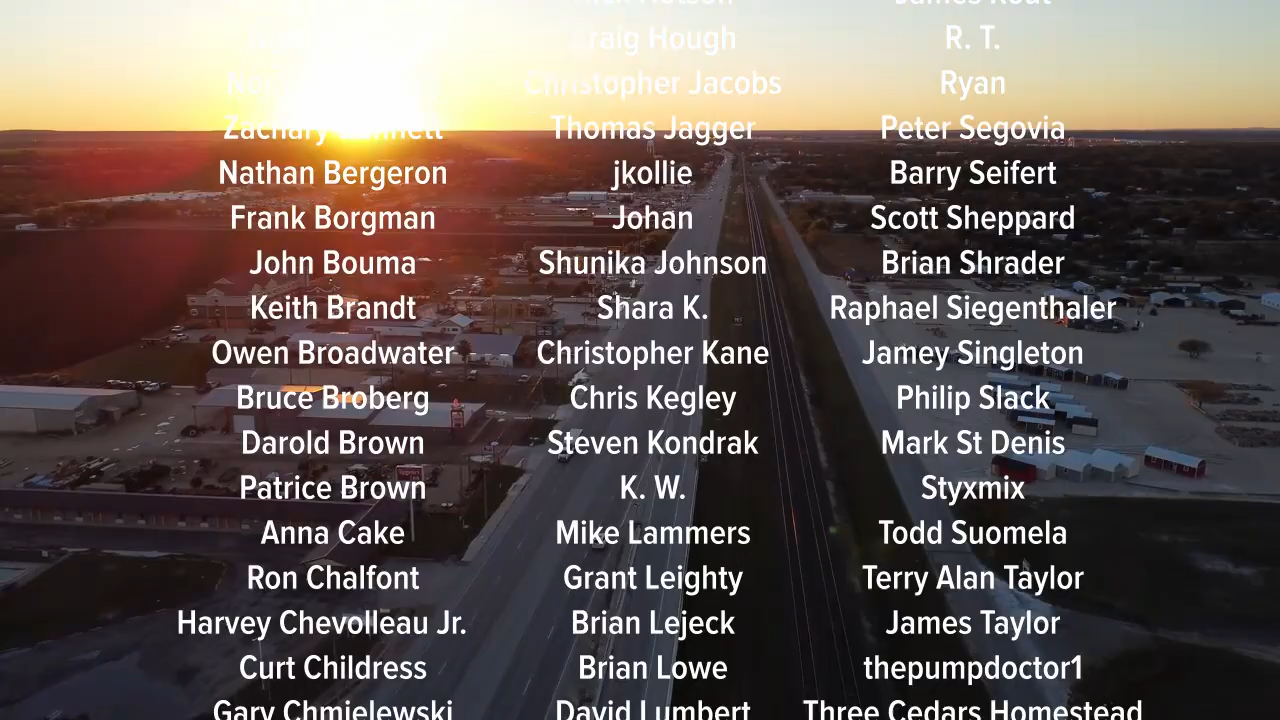 James Rout
Craig Hough
R. T.
Christopher Jacobs
Ryan
Zachary
Thomas Jagger
Peter Segovia
Nathan Bergeron
jkollie
Barry Seifert
Frank Borgman
Johan
Scott Sheppard
John Bouma
Shunika Johnson
Brian Shrader
Keith Brandt
Shara K.
Raphael Siegenthaler
Owen Broadwater
Christopher Kane
Jamey Singleton
Bruce Broberg
Chris Kegley
Philip Slack
Darold Brown
Steven Kondrak
Mark St Denis
Patrice Brown
K. W.
Styxmix
Anna Cake
Mike Lammers
Todd Suomela
Ron Chalfont
Grant Leighty
Terry Alan Taylor
Harvey Chevolleau Jr.
Brian Lejeck
James Taylor
Curt Childress
Brian Lowe
thepumpdoctor1
Gary Chmielewski
David Lumbert
Three Cedars Homestead